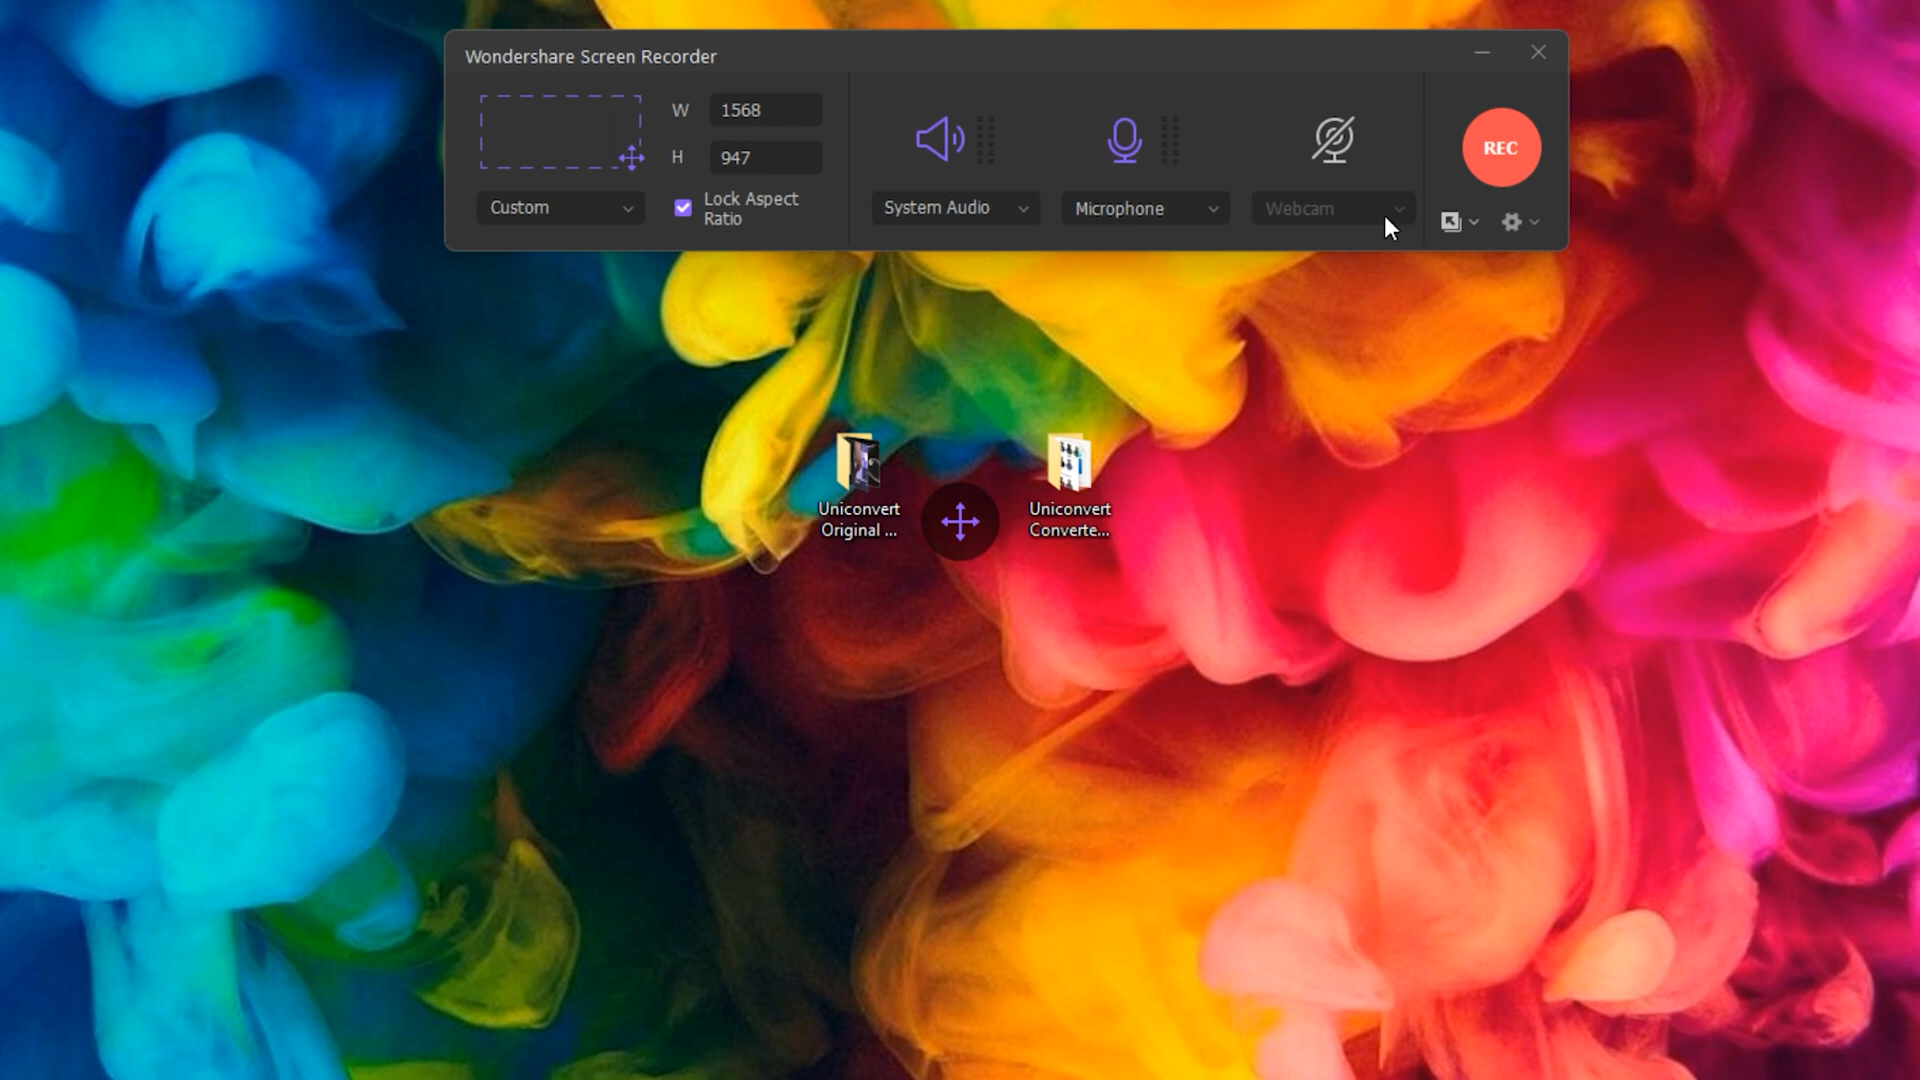 Wondershare Screen Recorder
W 1568
H 947
Custom
Lock Aspect
Ratio
System Audio
Microphone
Webcam
REC
Uniconvert
Original ...
Uniconvert
Converte...